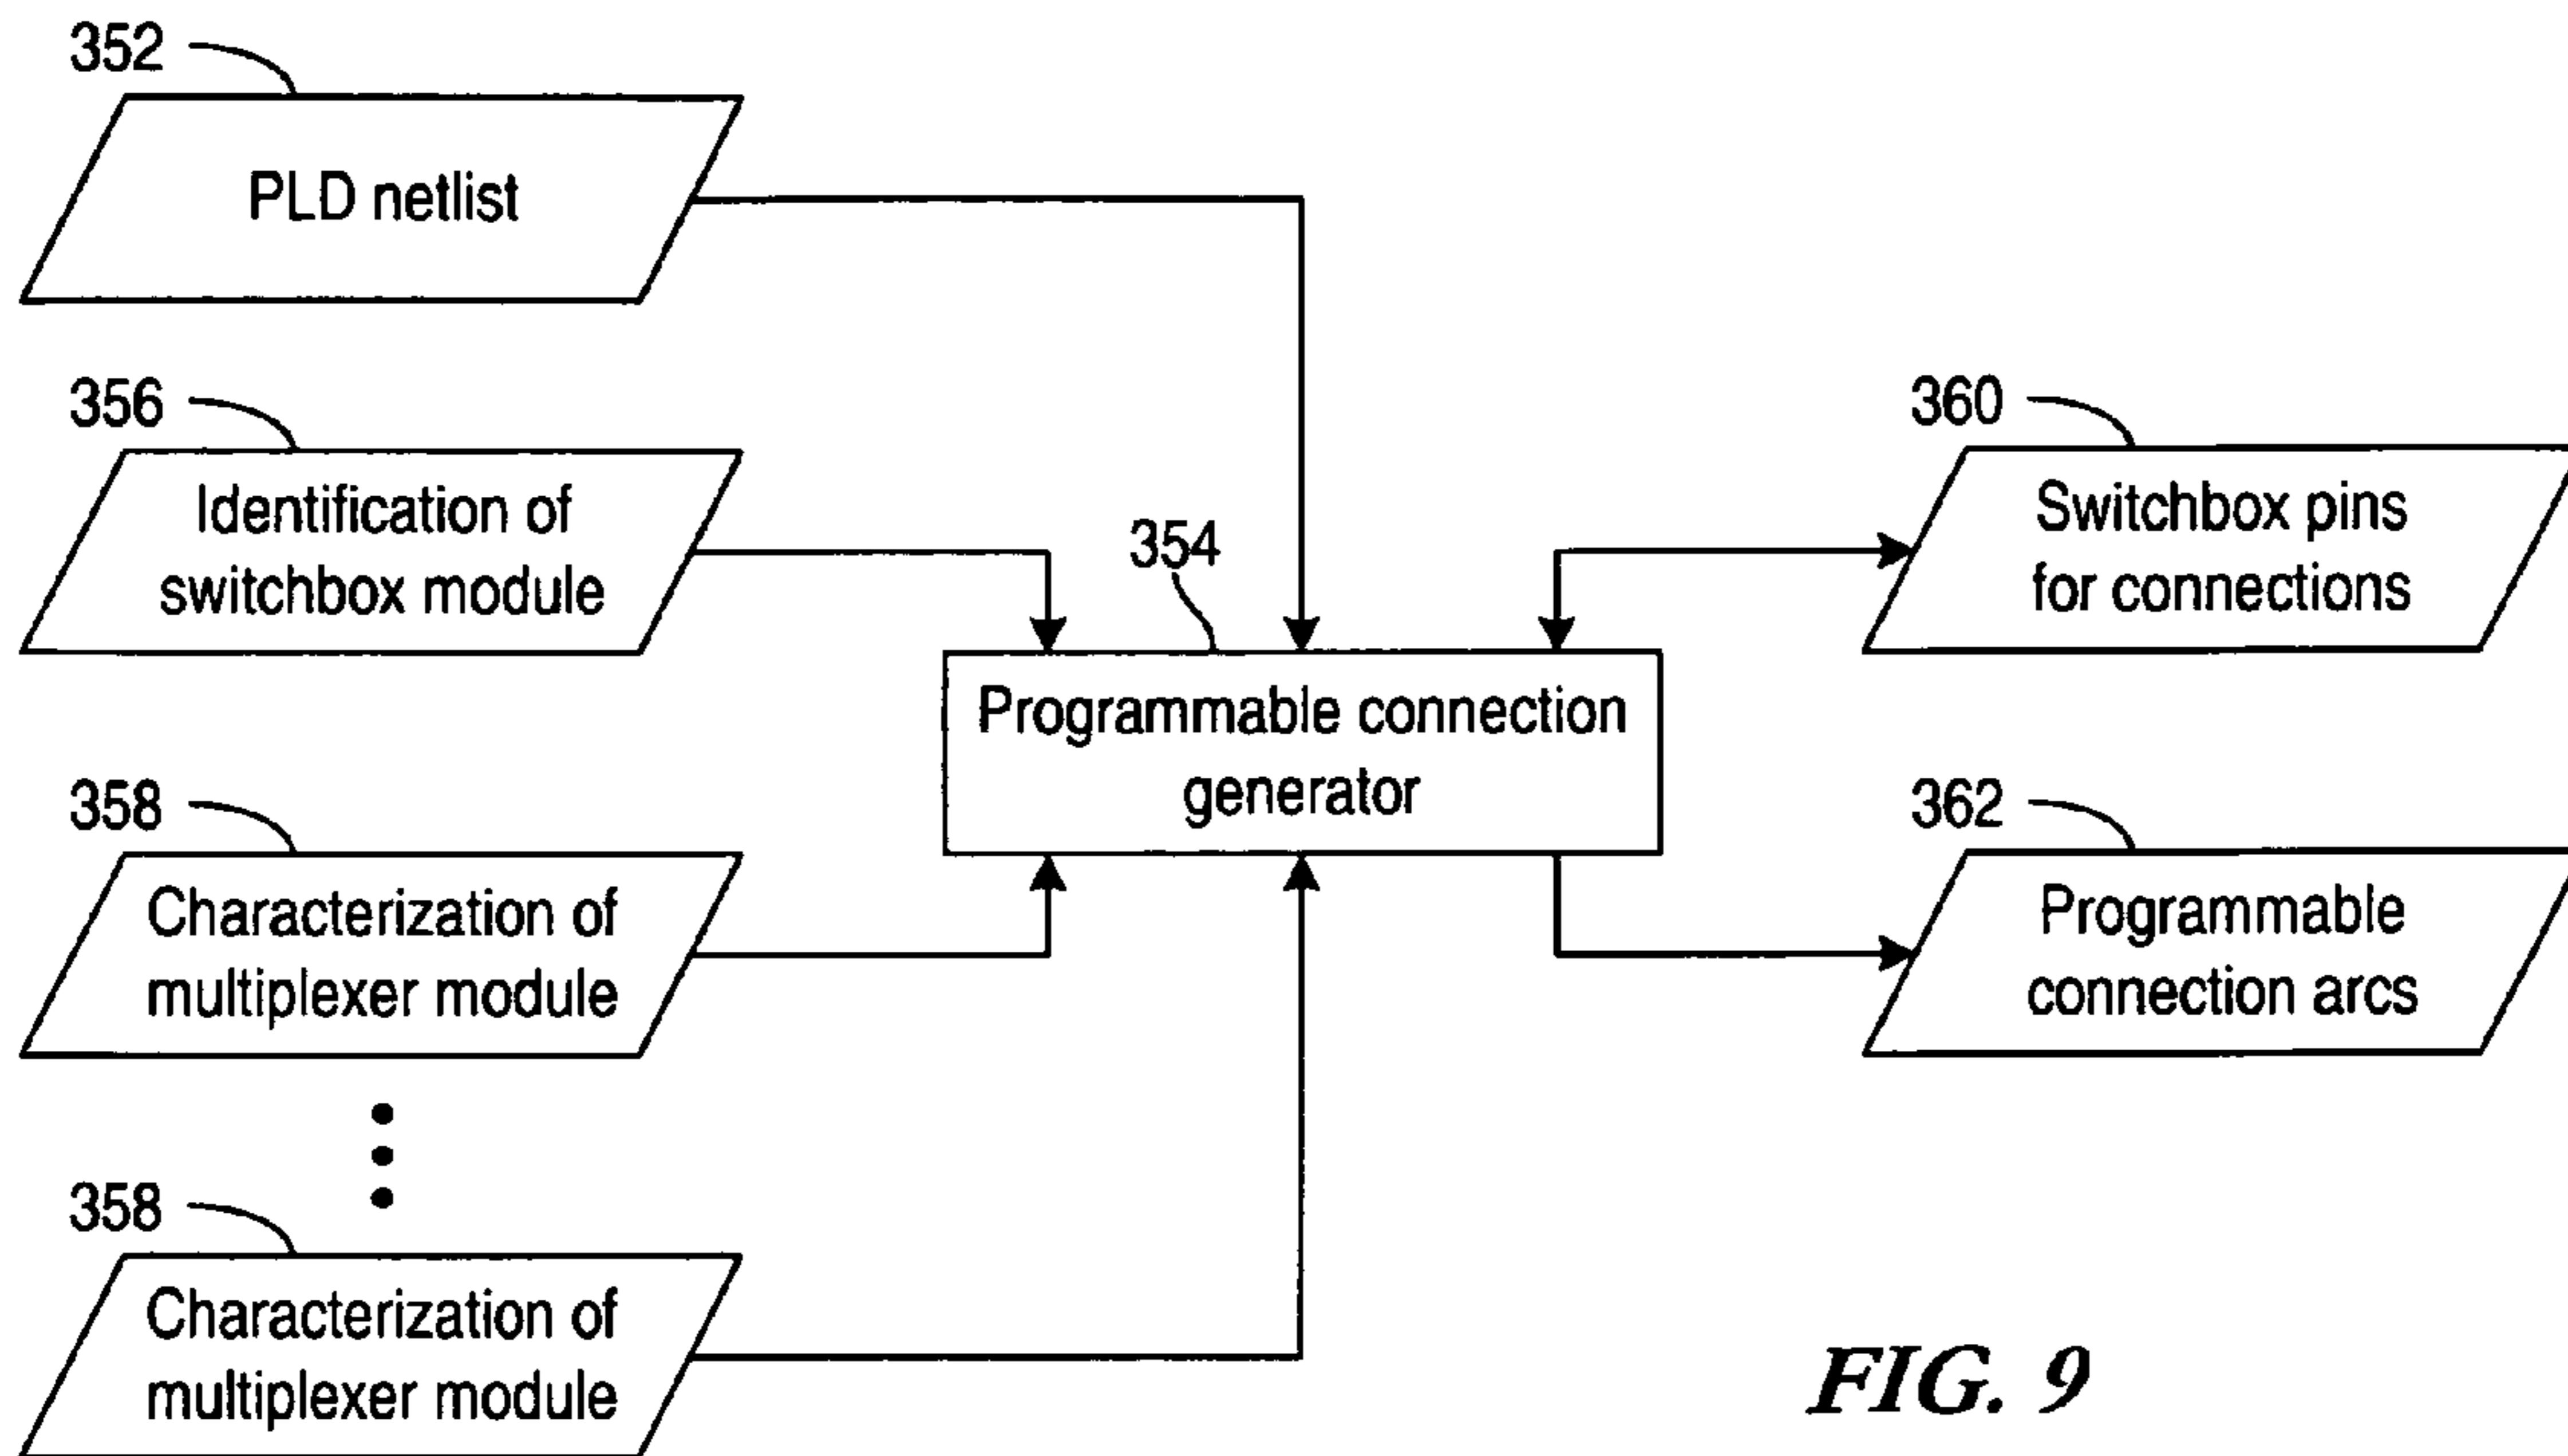 352
PLD netlist
356
Identification of
switchbox module
354
Programmable connection
generator
360
Switchbox pins
for connections
358
Characterization of
multiplexer module
362
Programmable
connection arcs
358
Characterization of
multiplexer module
FIG. 9